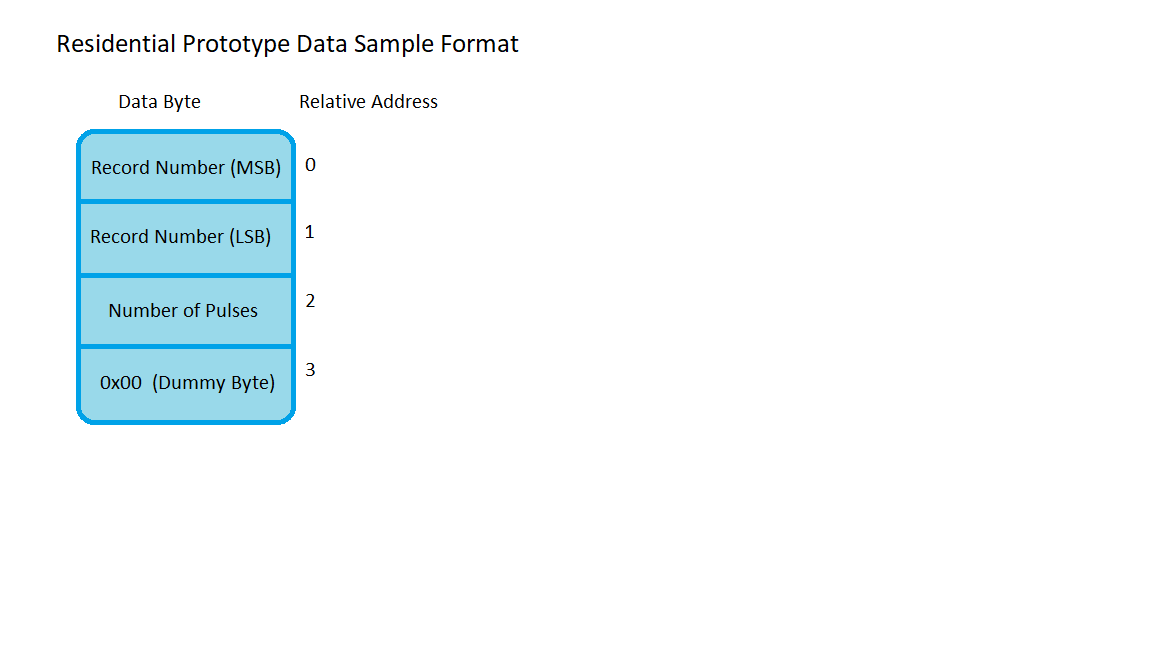 Residential Prototype Data Sample Format
Data Byte Relative Address
Record Number (MSB) 0
Record Number (LSB) 1
Number of Pulses 2
0x00 (Dummy Byte) 3